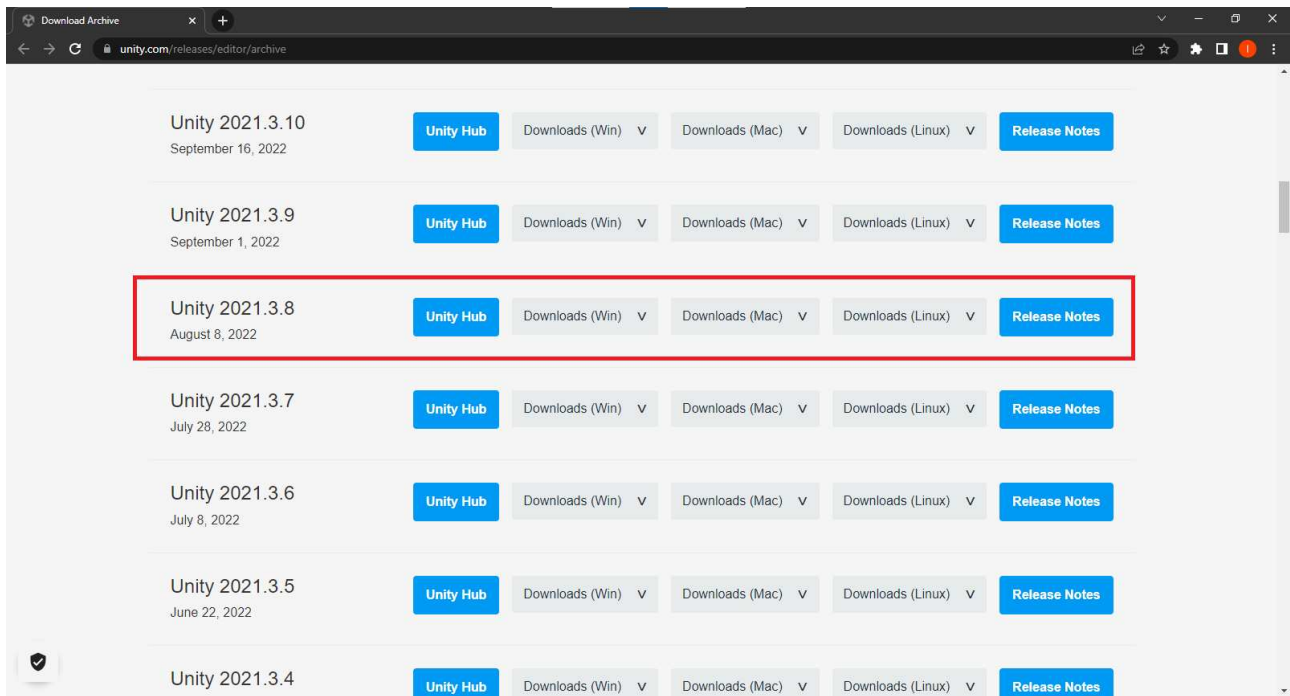 Download Archive
unity.com/releases/editor/archive
Unity 2021.3.10
September 16, 2022
Unity Hub Downloads (Win) v Downloads (Mac) v Downloads (Linux) v Release Notes
Unity 2021.3.9
September 1, 2022
Unity Hub Downloads (Win) v Downloads (Mac) v Downloads (Linux) v Release Notes
Unity 2021.3.8
August 8, 2022
Unity Hub Downloads (Win) v Downloads (Mac) v Downloads (Linux) v Release Notes
Unity 2021.3.7
July 28, 2022
Unity Hub Downloads (Win) v Downloads (Mac) v Downloads (Linux) v Release Notes
Unity 2021.3.6
July 8, 2022
Unity Hub Downloads (Win) v Downloads (Mac) v Downloads (Linux) v Release Notes
Unity 2021.3.5
June 22, 2022
Unity Hub Downloads (Win) v Downloads (Mac) v Downloads (Linux) v Release Notes
Unity 2021.3.4
Unity Hub Downloads (Win) v Downloads (Mac) v Downloads (Linux) v Release Notes